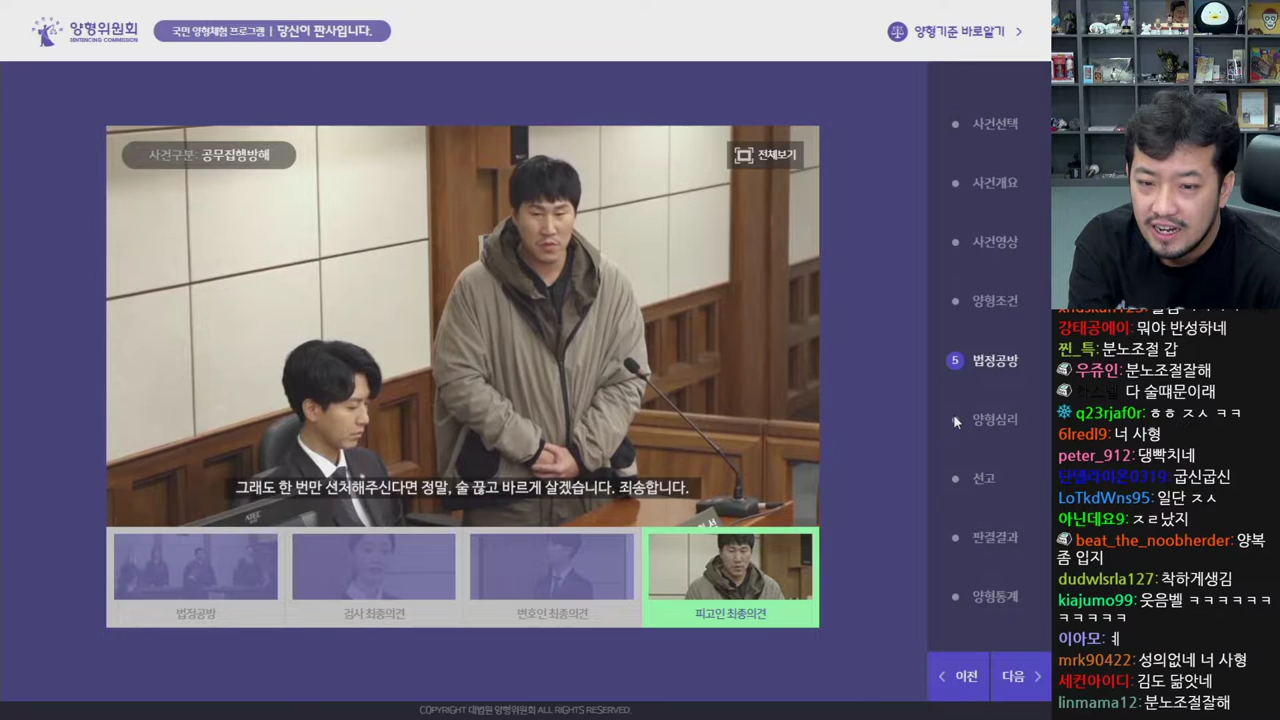 양형위원회
SENTENCING COMMISSION
국민 양형체험 프로그램 | 당신이 판사입니다.
양형기준 바로알기
사건구분: 공무집행방해
전체보기
그래도 한 번만 선처해주신다면 정말, 술 끊고 바르게 살겠습니다. 죄송합니다.
법정공방
검사 최종의견
변호인 최종의견
피고인 최종의견
사건선택
사건개요
사건영상
양형조건
5 법정공방
양형심리
선고
판결결과
양형통계
이전
다음
COPYRIGHT 대법원 양형위원회 ALL RIGHTS RESERVED.
강태공에이: 뭐야 반성하네
찐_특: 분노조절 갑
우쥬인: 분노조절잘해
다 술때문이래
q23rjaf0r: ㅎㅎ ㅈㅅ ㅋㅋ
6lredl9: 너 사형
peter_912: 댕빡치네
단델라이온0319: 굽신굽신
LoTkdWns95: 일단 ㅈㅅ
아닌데요9: ㅈㄹ났지
beat_the_noobherder: 양복
좀 입지
dudwlsrla127: 착하게생김
kiajumo99: 웃음벨 ㅋㅋㅋㅋㅋㅋ
ㅋㅋㅋㅋㅋ
이아모: ㅖ
mrk90422: 성의없네 너 사형
세컨아이디: 김도 닮앗네
linmama12: 분노조절잘해